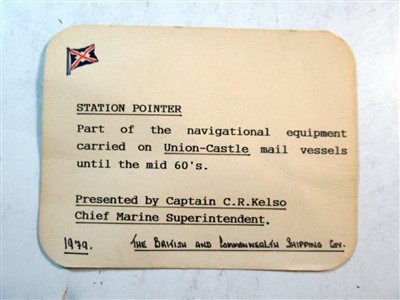 STATION POINTER
Part of the navigational equipment
carried on Union-Castle mail vessels
until the mid 60's.
Presented by Captain C.R.Kelso
Chief Marine Superintendent.
1979. THE BRITISH AND COMMONWEALTH SHIPPING COY.